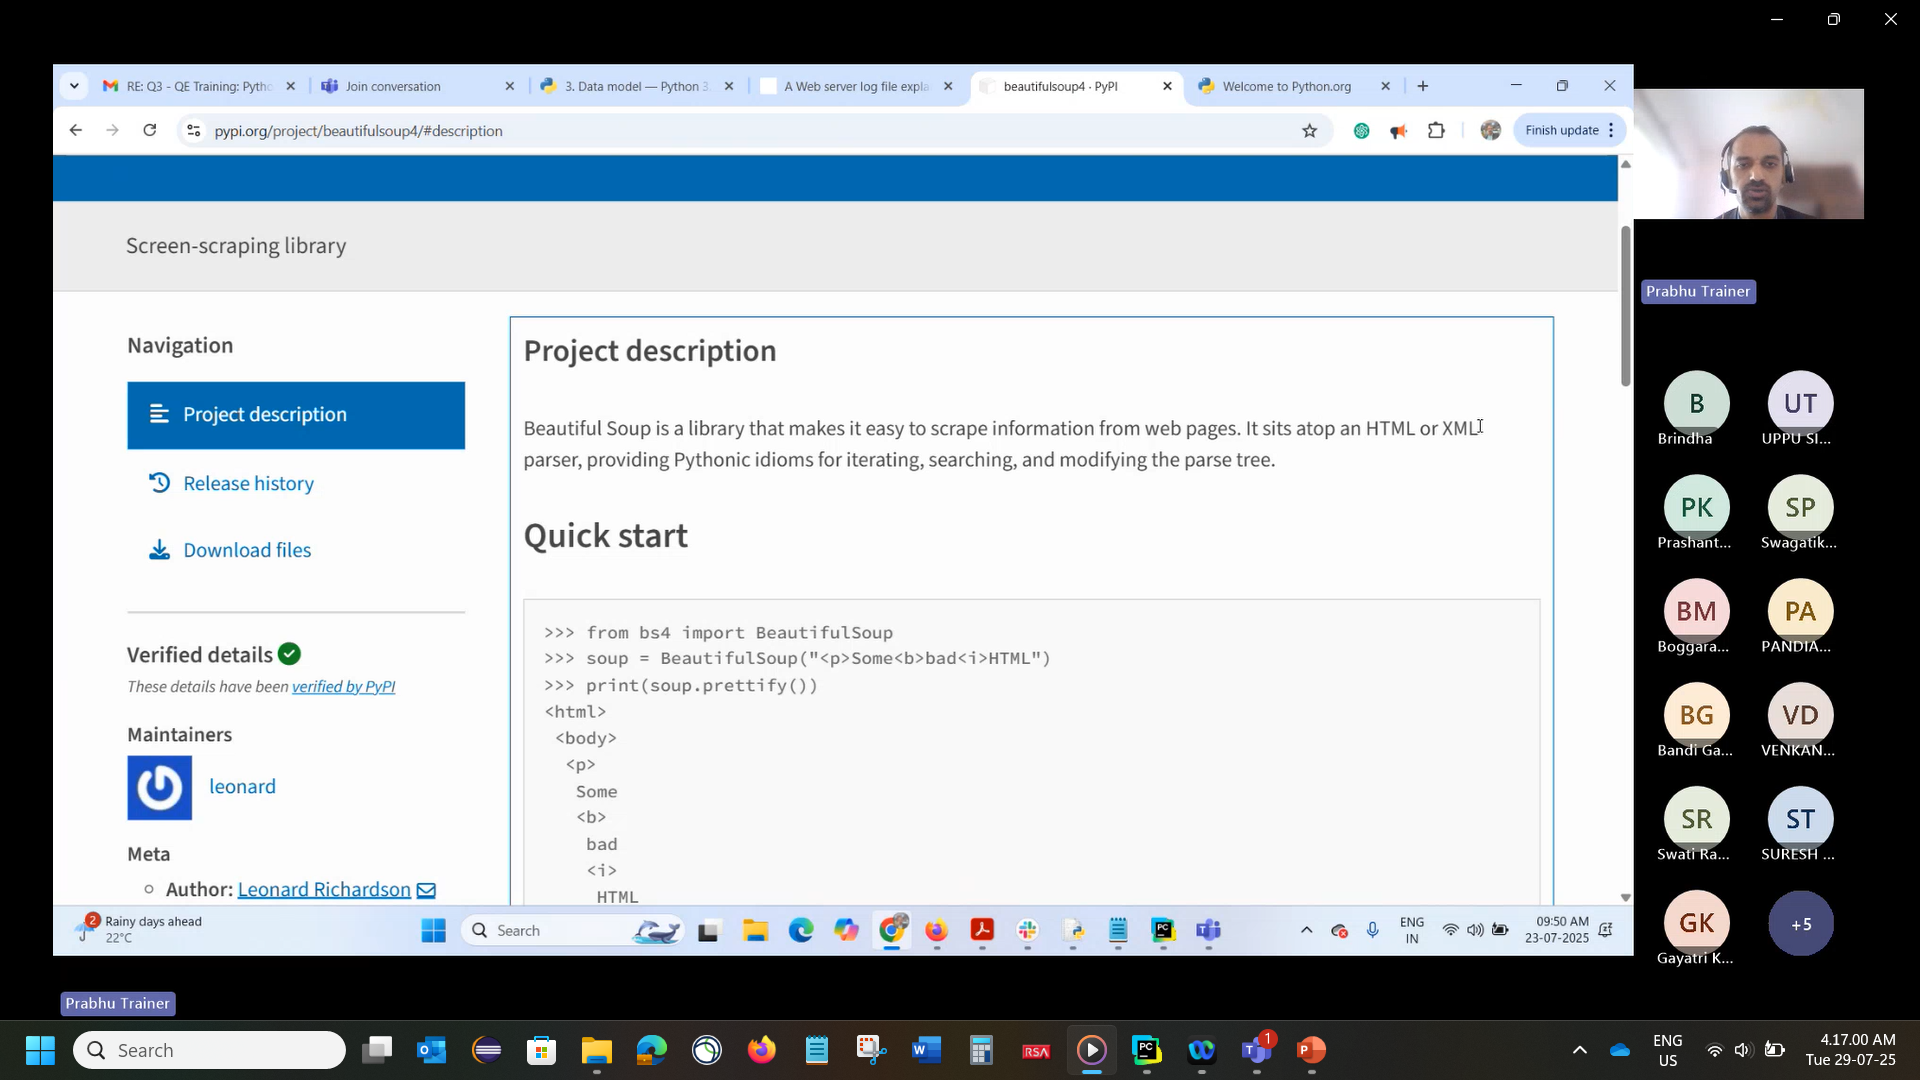 RE: Q3 - QE Training: Pytho
Join conversation
3. Data model — Python 3.
A Web server log file expla
beautifulsoup4 · PyPI
Welcome to Python.org
pypi.org/project/beautifulsoup4/#description
Finish update
Screen-scraping library
Navigation
Project description
Release history
Download files
Verified details
These details have been verified by PyPI
Maintainers
leonard
Meta
Author: Leonard Richardson
Project description
Beautiful Soup is a library that makes it easy to scrape information from web pages. It sits atop an HTML or XML
parser, providing Pythonic idioms for iterating, searching, and modifying the parse tree.
Quick start
>>> from bs4 import BeautifulSoup
>>> soup = BeautifulSoup("<p>Some<b>bad<i>HTML")
>>> print(soup.prettify())
<html>
<body>
<p>
Some
<b>
bad
<i>
HTML
2
Rainy days ahead
22°C
Search
PC
ENG
IN
09:50 AM
23-07-2025
Prabhu Trainer
B
Brindha
UT
UPPU SI...
PK
Prashant...
SP
Swagatik...
BM
Boggara...
PA
PANDIA...
BG
Bandi Ga...
VD
VENKAN...
SR
Swati Ra...
ST
SURESH ...
GK
Gayatri K...
+5
Prabhu Trainer
Search
RSA
PC
1
ENG
US
4.17.00 AM
Tue 29-07-25